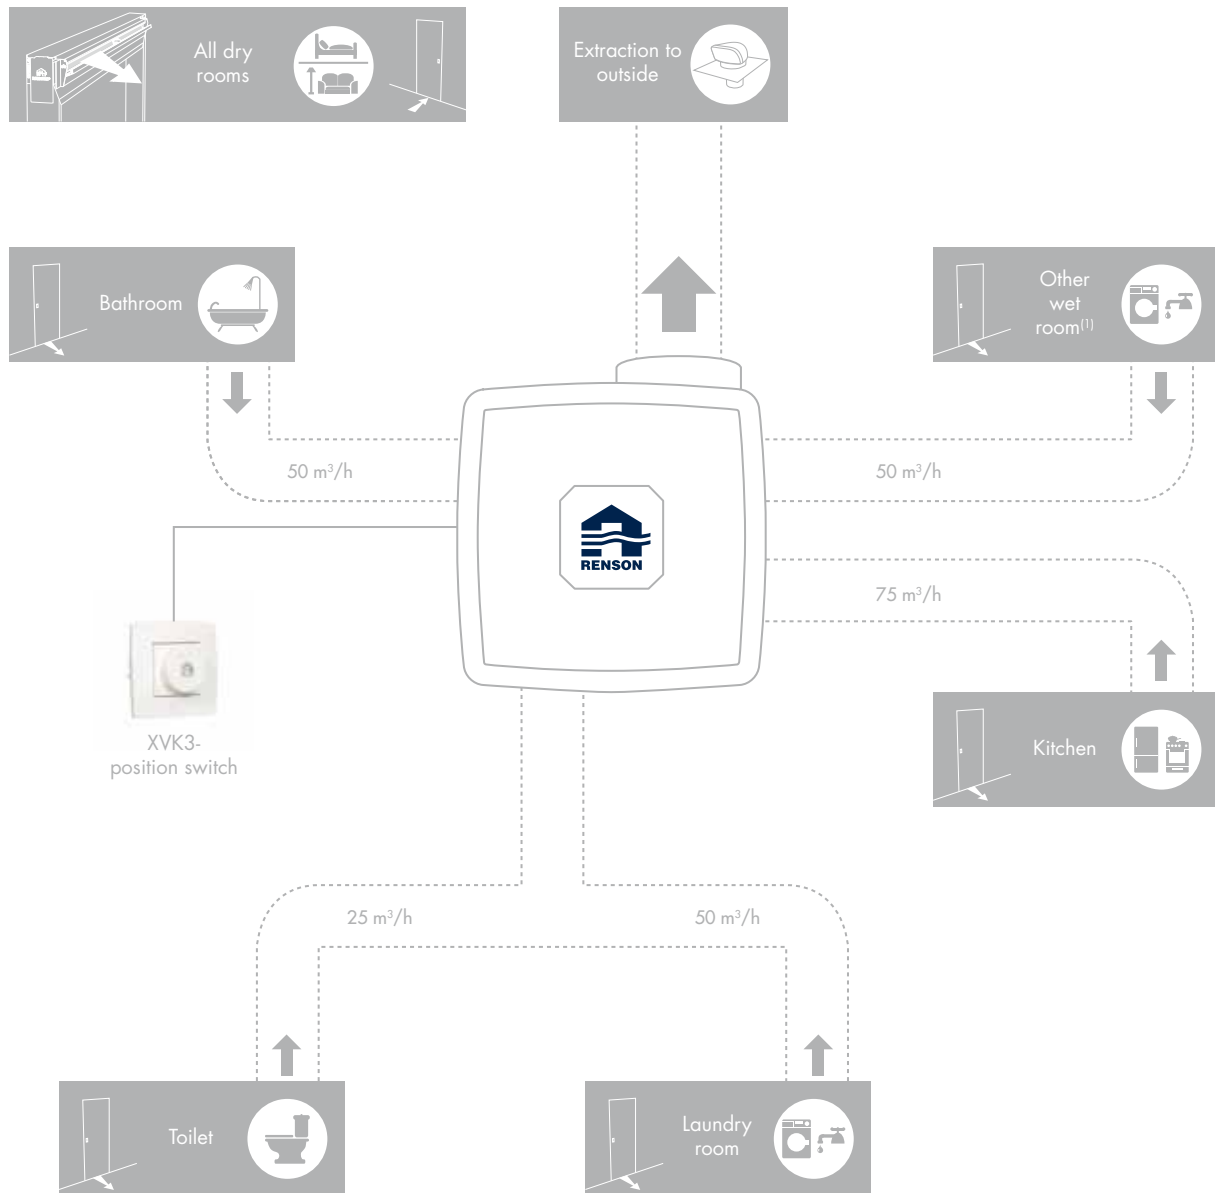 All dry
rooms
Extraction to
outside
Bathroom
Other
wet
room(1)
50 m³/h
50 m³/h
RENSON
75 m³/h
XVK3-
position switch
Kitchen
25 m³/h
50 m³/h
Toilet
Laundry
room